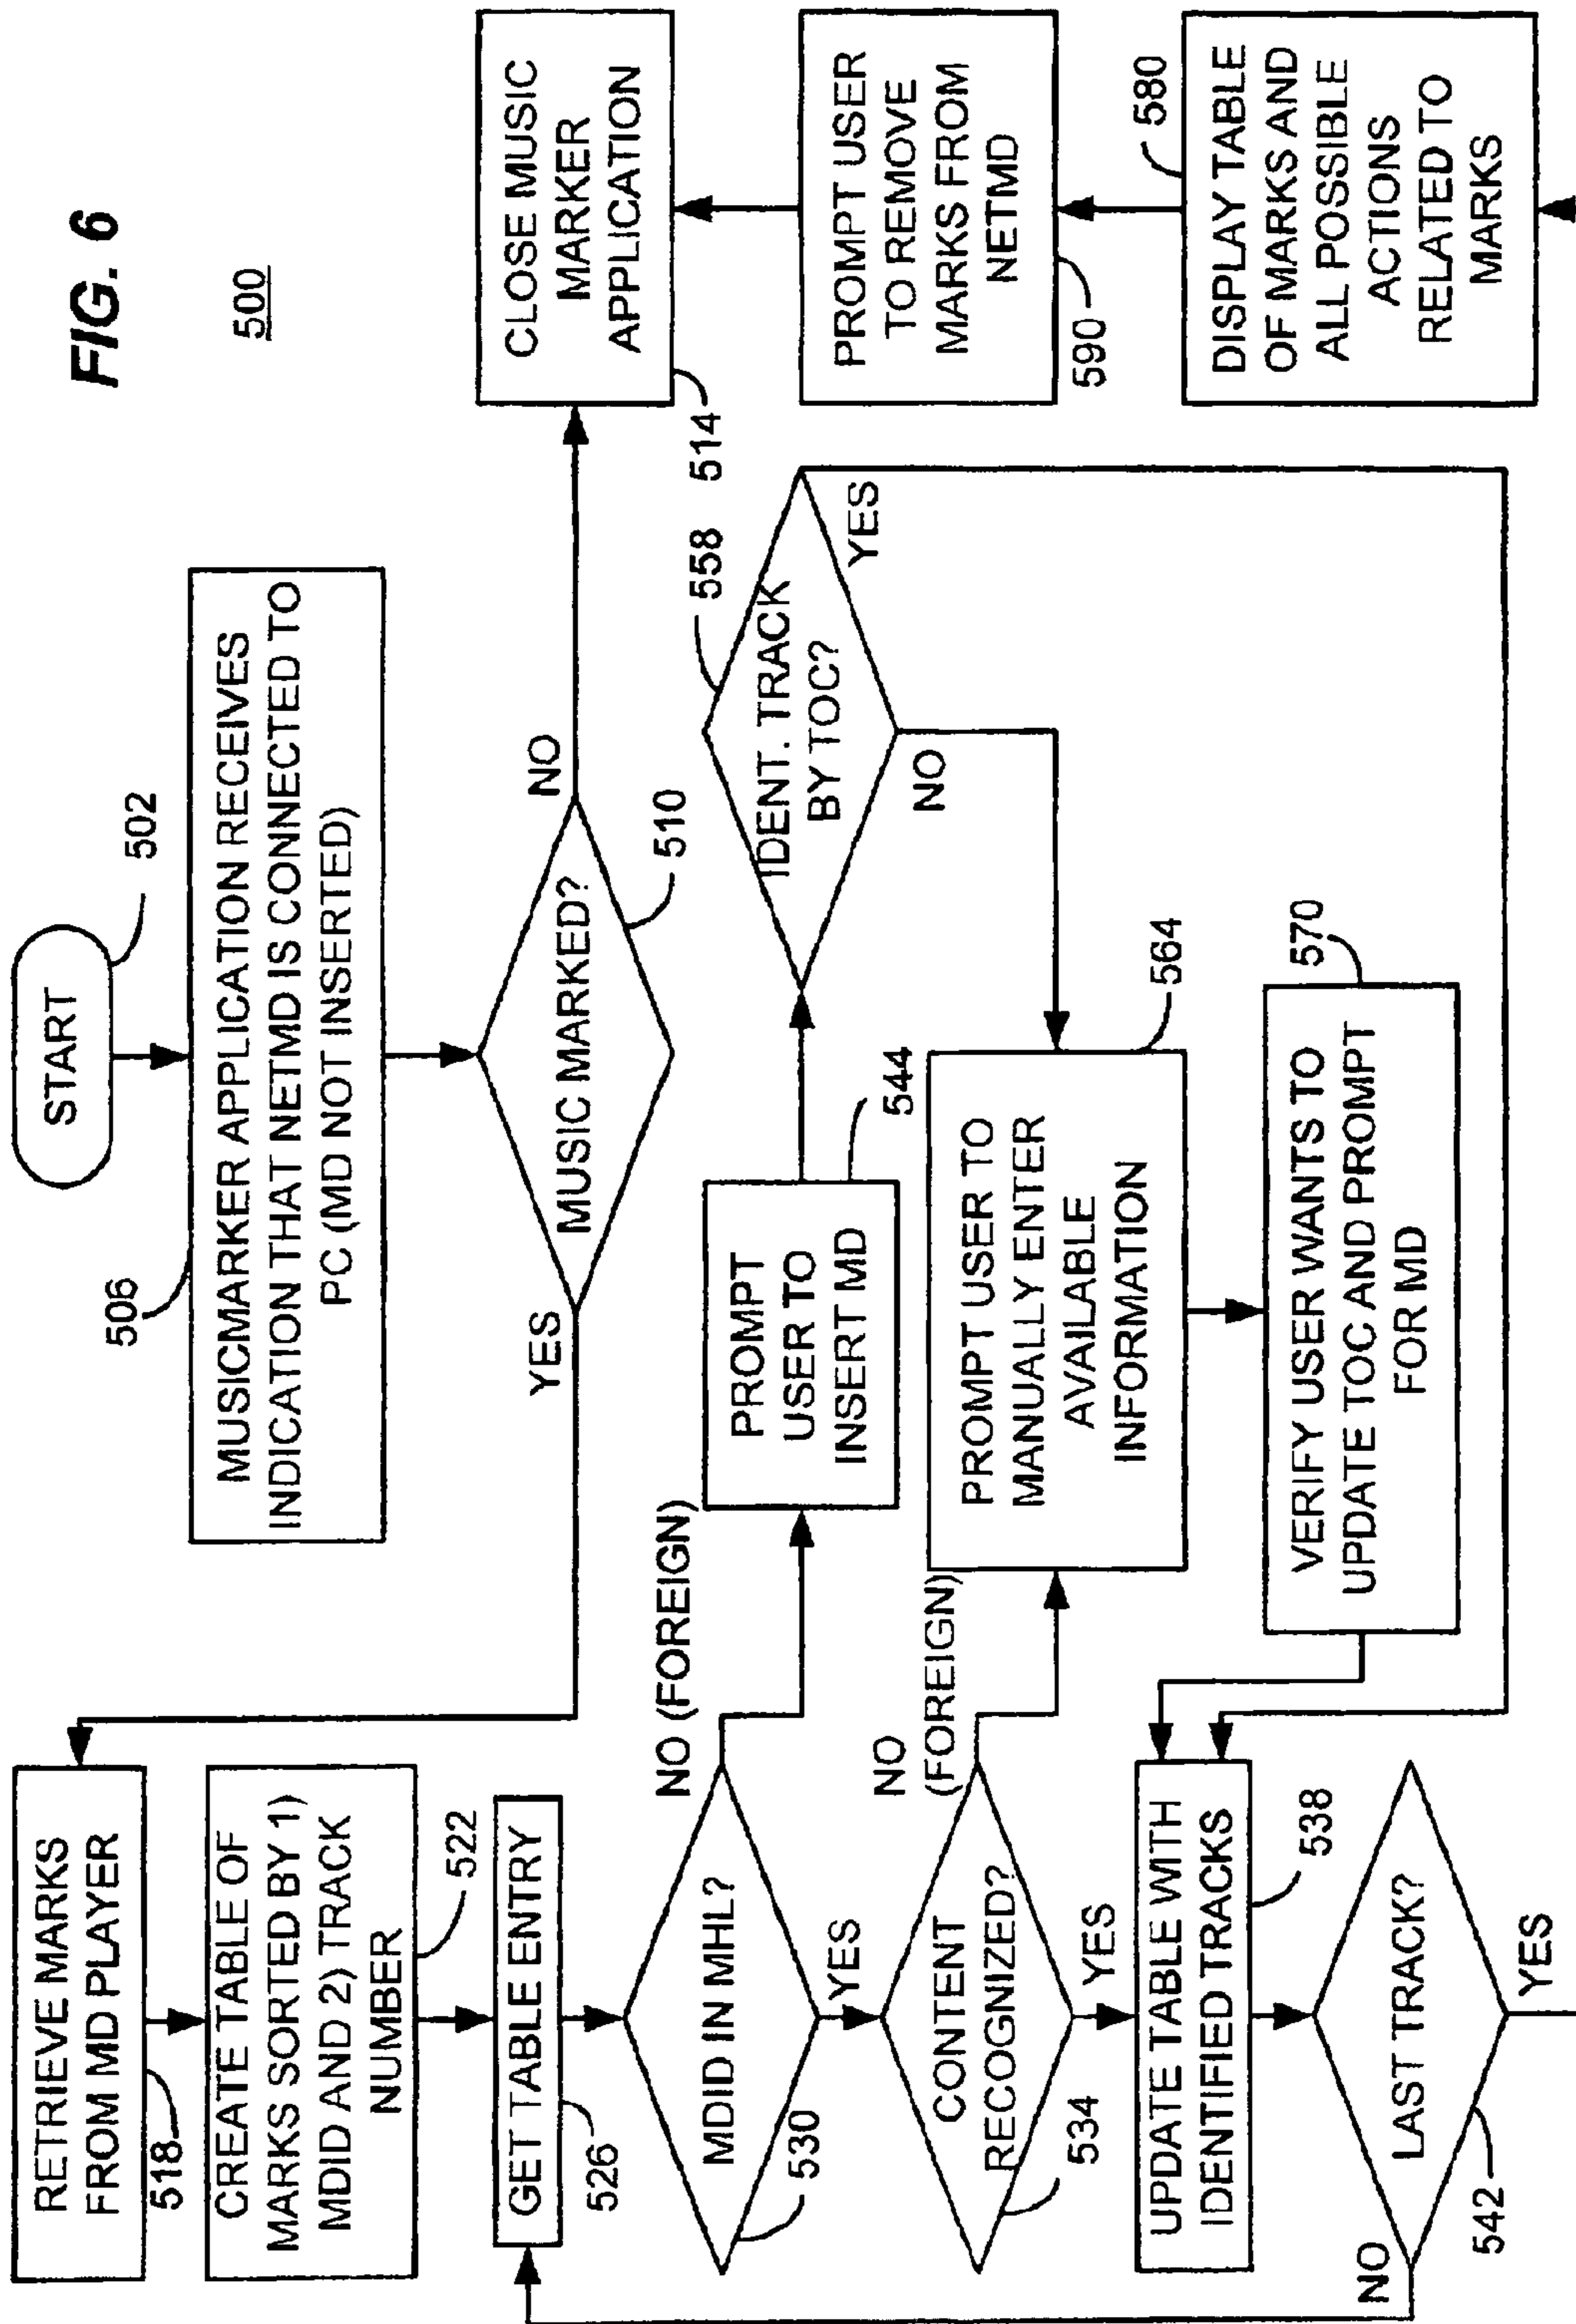 FIG. 6
500
START
502
506
MUSICMARKER APPLICATION RECEIVES
INDICATION THAT NETMD IS CONNECTED TO
PC (MD NOT INSERTED)
MUSIC MARKED?
510
YES
NO
CLOSE MUSIC
MARKER
APPLICATION
514
RETRIEVE MARKS
FROM MD PLAYER
518
CREATE TABLE OF
MARKS SORTED BY 1)
MDID AND 2) TRACK
NUMBER
522
GET TABLE ENTRY
526
MDID IN MHL?
530
NO (FOREIGN)
YES
PROMPT
USER TO
INSERT MD
544
IDENT. TRACK
BY TOC?
558
YES
NO
CONTENT
RECOGNIZED?
534
NO
(FOREIGN)
YES
PROMPT USER TO
MANUALLY ENTER
AVAILABLE
INFORMATION
564
VERIFY USER WANTS TO
UPDATE TOC AND PROMPT
FOR MD
570
UPDATE TABLE WITH
IDENTIFIED TRACKS
538
LAST TRACK?
542
NO
YES
DISPLAY TABLE
OF MARKS AND
ALL POSSIBLE
ACTIONS
RELATED TO
MARKS
580
PROMPT USER
TO REMOVE
MARKS FROM
NETMD
590